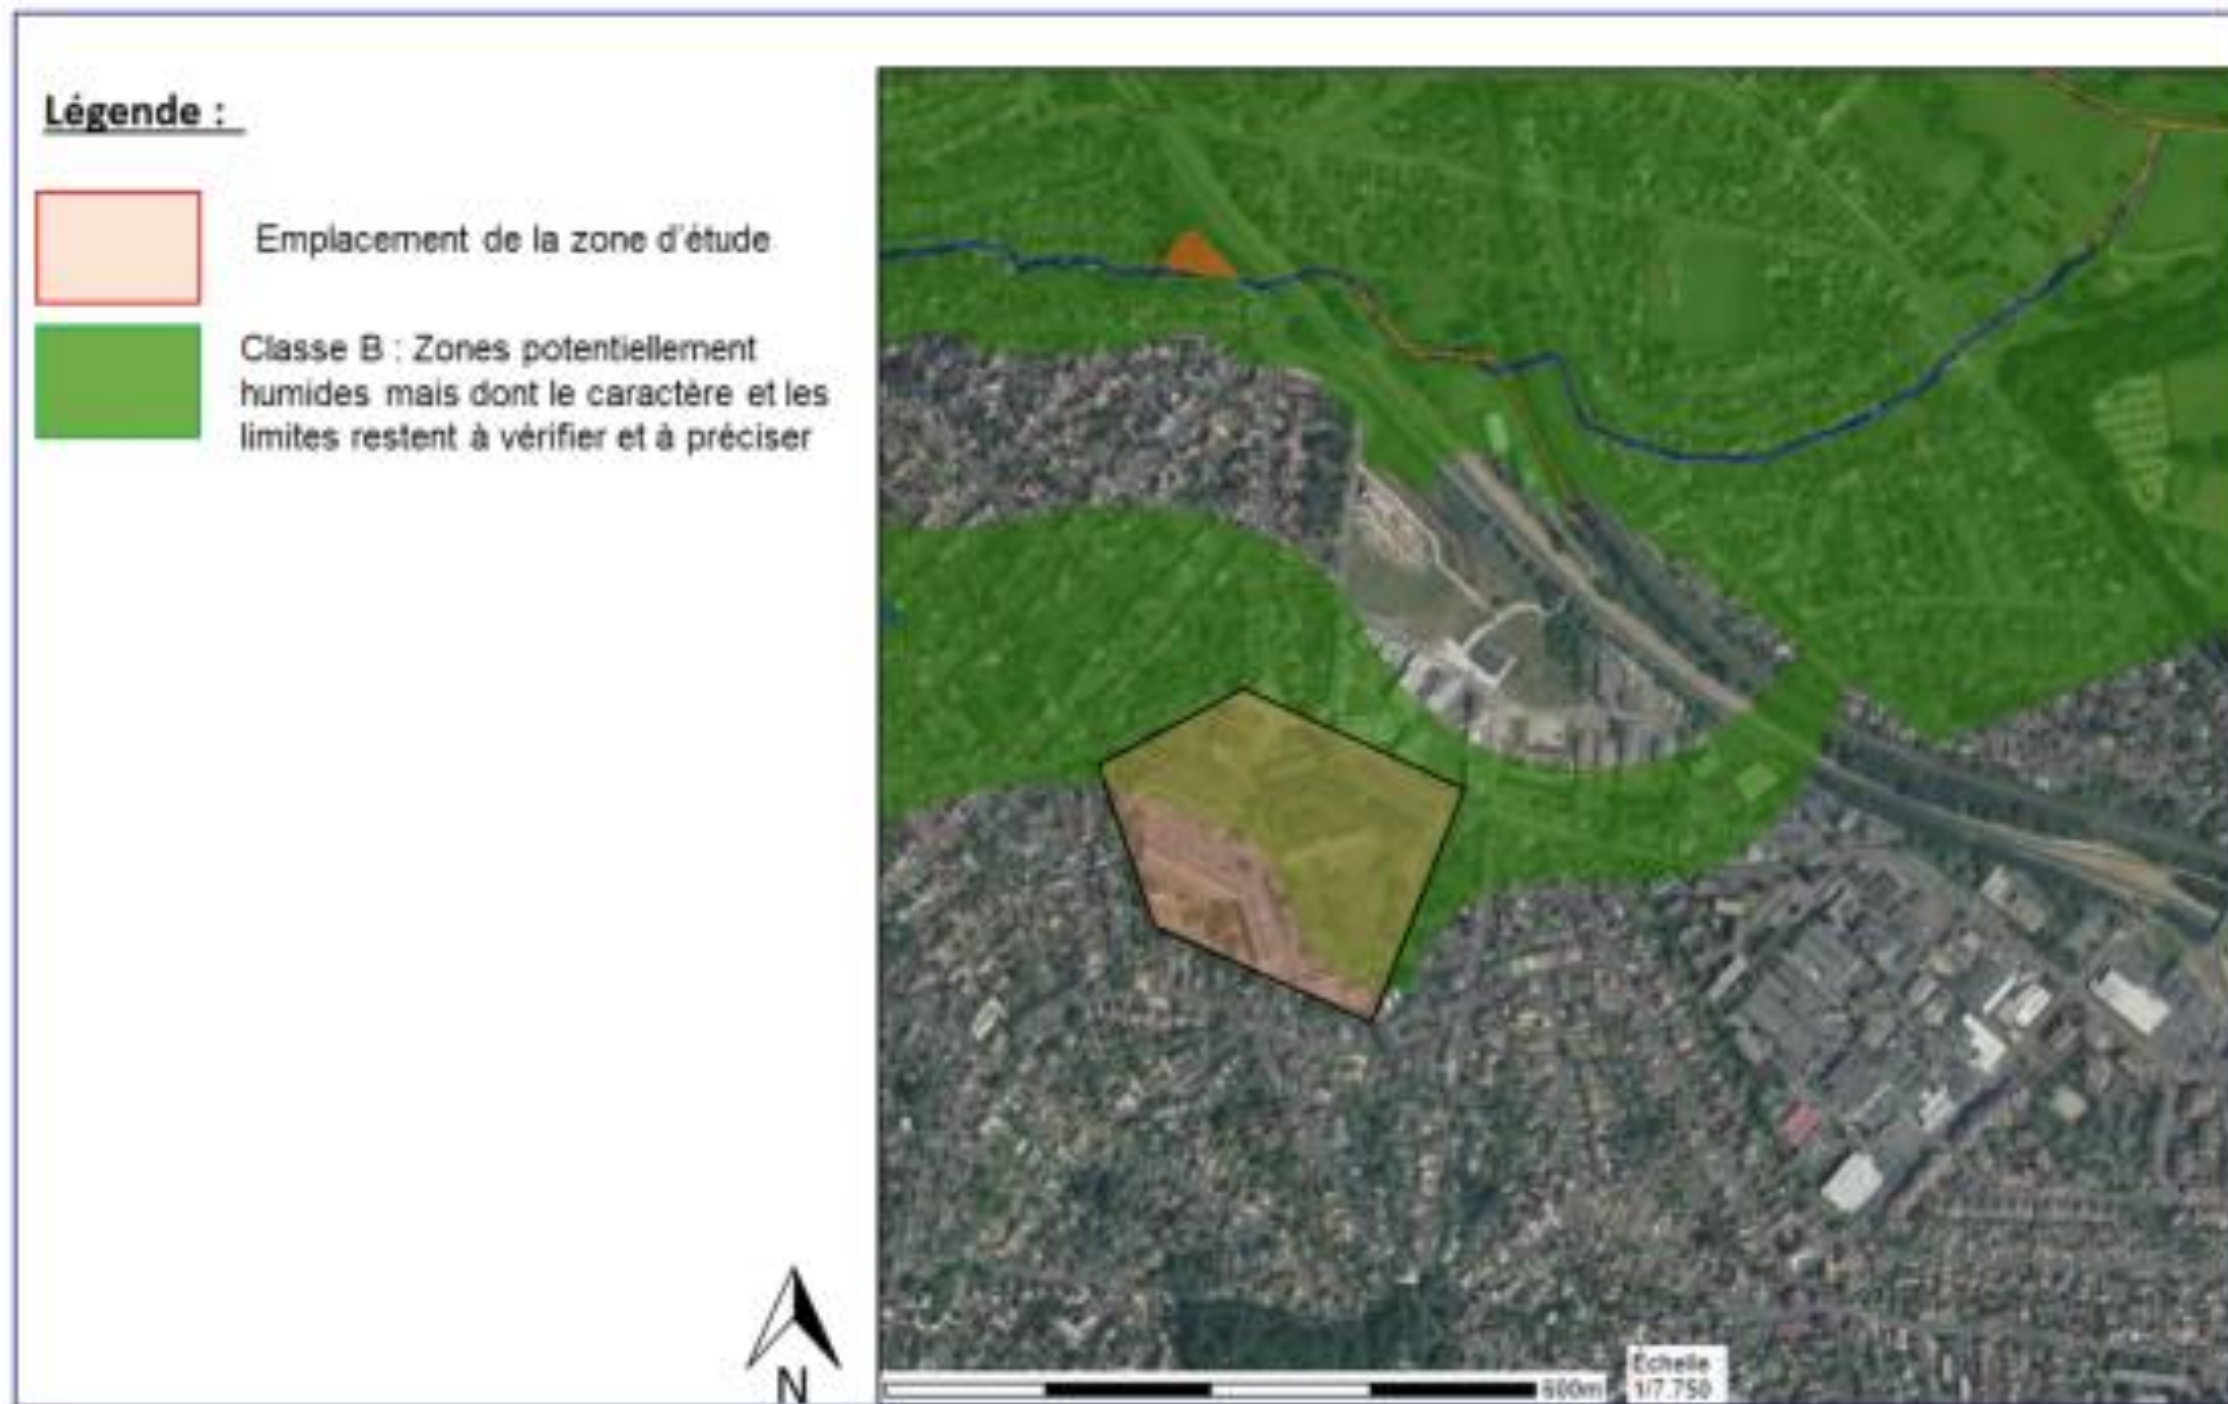 Légende :
Emplacement de la zone d'étude
Classe B : Zones potentiellement
humides mais dont le caractère et les
limites restent à vérifier et à préciser
N
600m
Échelle
1/7.750